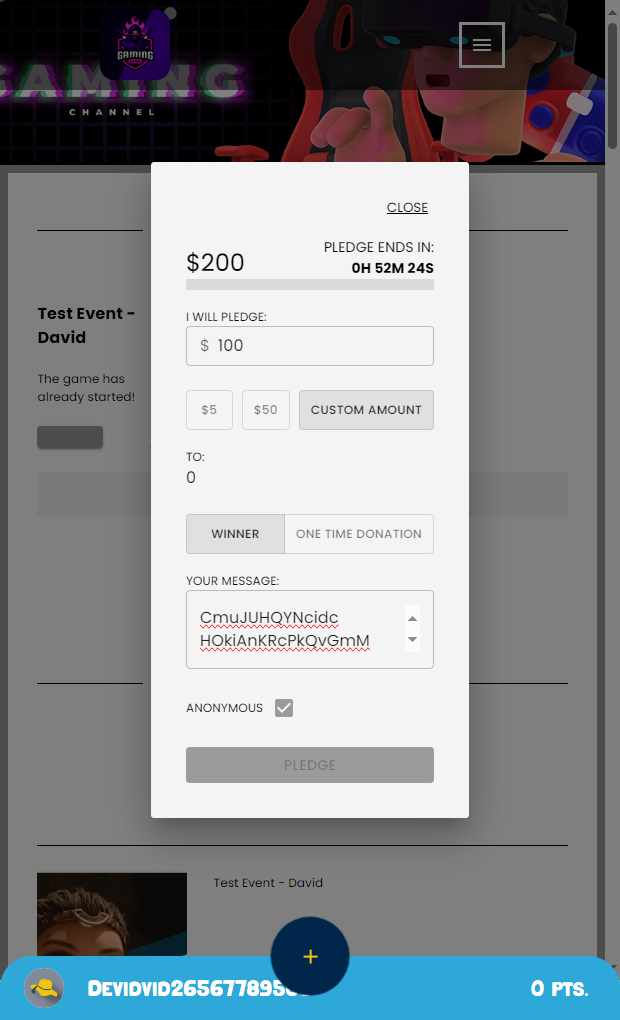 GAMING
GAMING
CHANNEL
CLOSE
$200
PLEDGE ENDS IN:
0H 52M 24S
I WILL PLEDGE:
$ 100
$5 $50 CUSTOM AMOUNT
TO:
0
WINNER ONE TIME DONATION
YOUR MESSAGE:
CmuJUHQYNcidc
HOkiAnKRcPkQvGmM
ANONYMOUS
PLEDGE
Test Event -
David
The game has
already started!
Test Event - David
+
0 PTS.